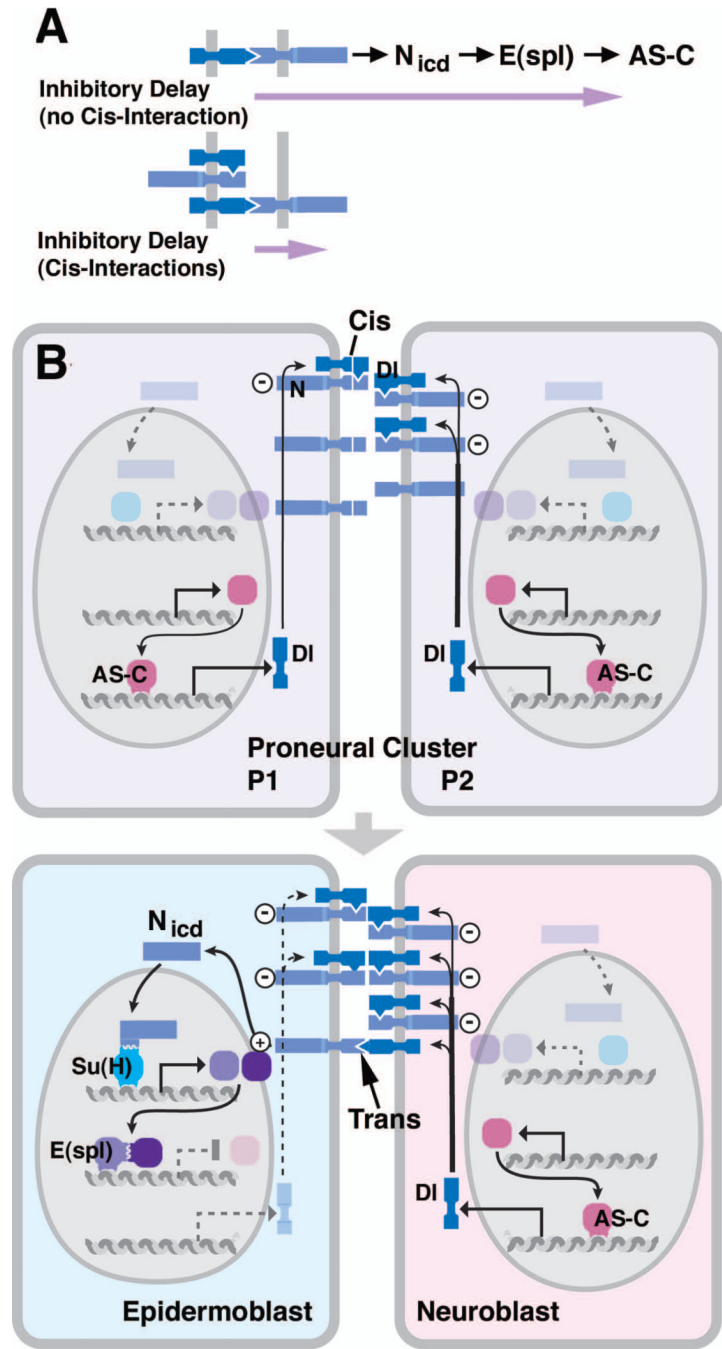 A
N icd E(spl) AS-C
Inhibitory Delay
(no Cis-Interaction)
Inhibitory Delay
(Cis-Interactions)
B
Cis
Dl
- N -
-
Dl Dl
AS-C AS-C
Proneural Cluster
P1 P2
N icd
- -
- -
-
+
Su(H)
Trans
E(spl)
Dl
AS-C
Epidermoblast Neuroblast